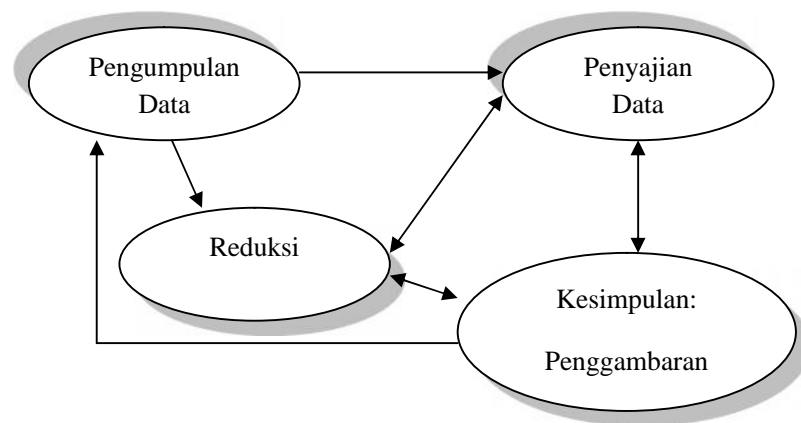 Pengumpulan
Data
Penyajian
Data
Reduksi
Kesimpulan:
Penggambaran